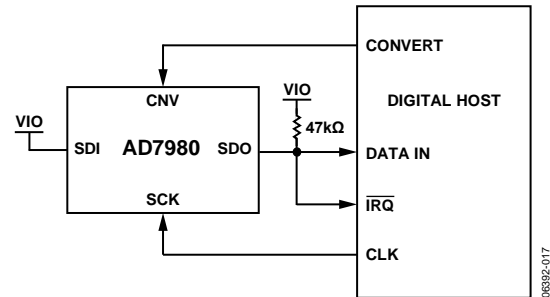 CONVERT
CNV
VIO
DIGITAL HOST
VIO
47kΩ
SDI
AD7980
SDO
DATA IN
SCK
IRQ
CLK
06392-017